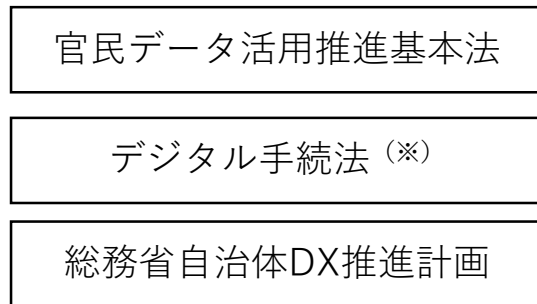 官民データ活用推進基本法
デジタル手続法（※）
総務省自治体DX推進計画